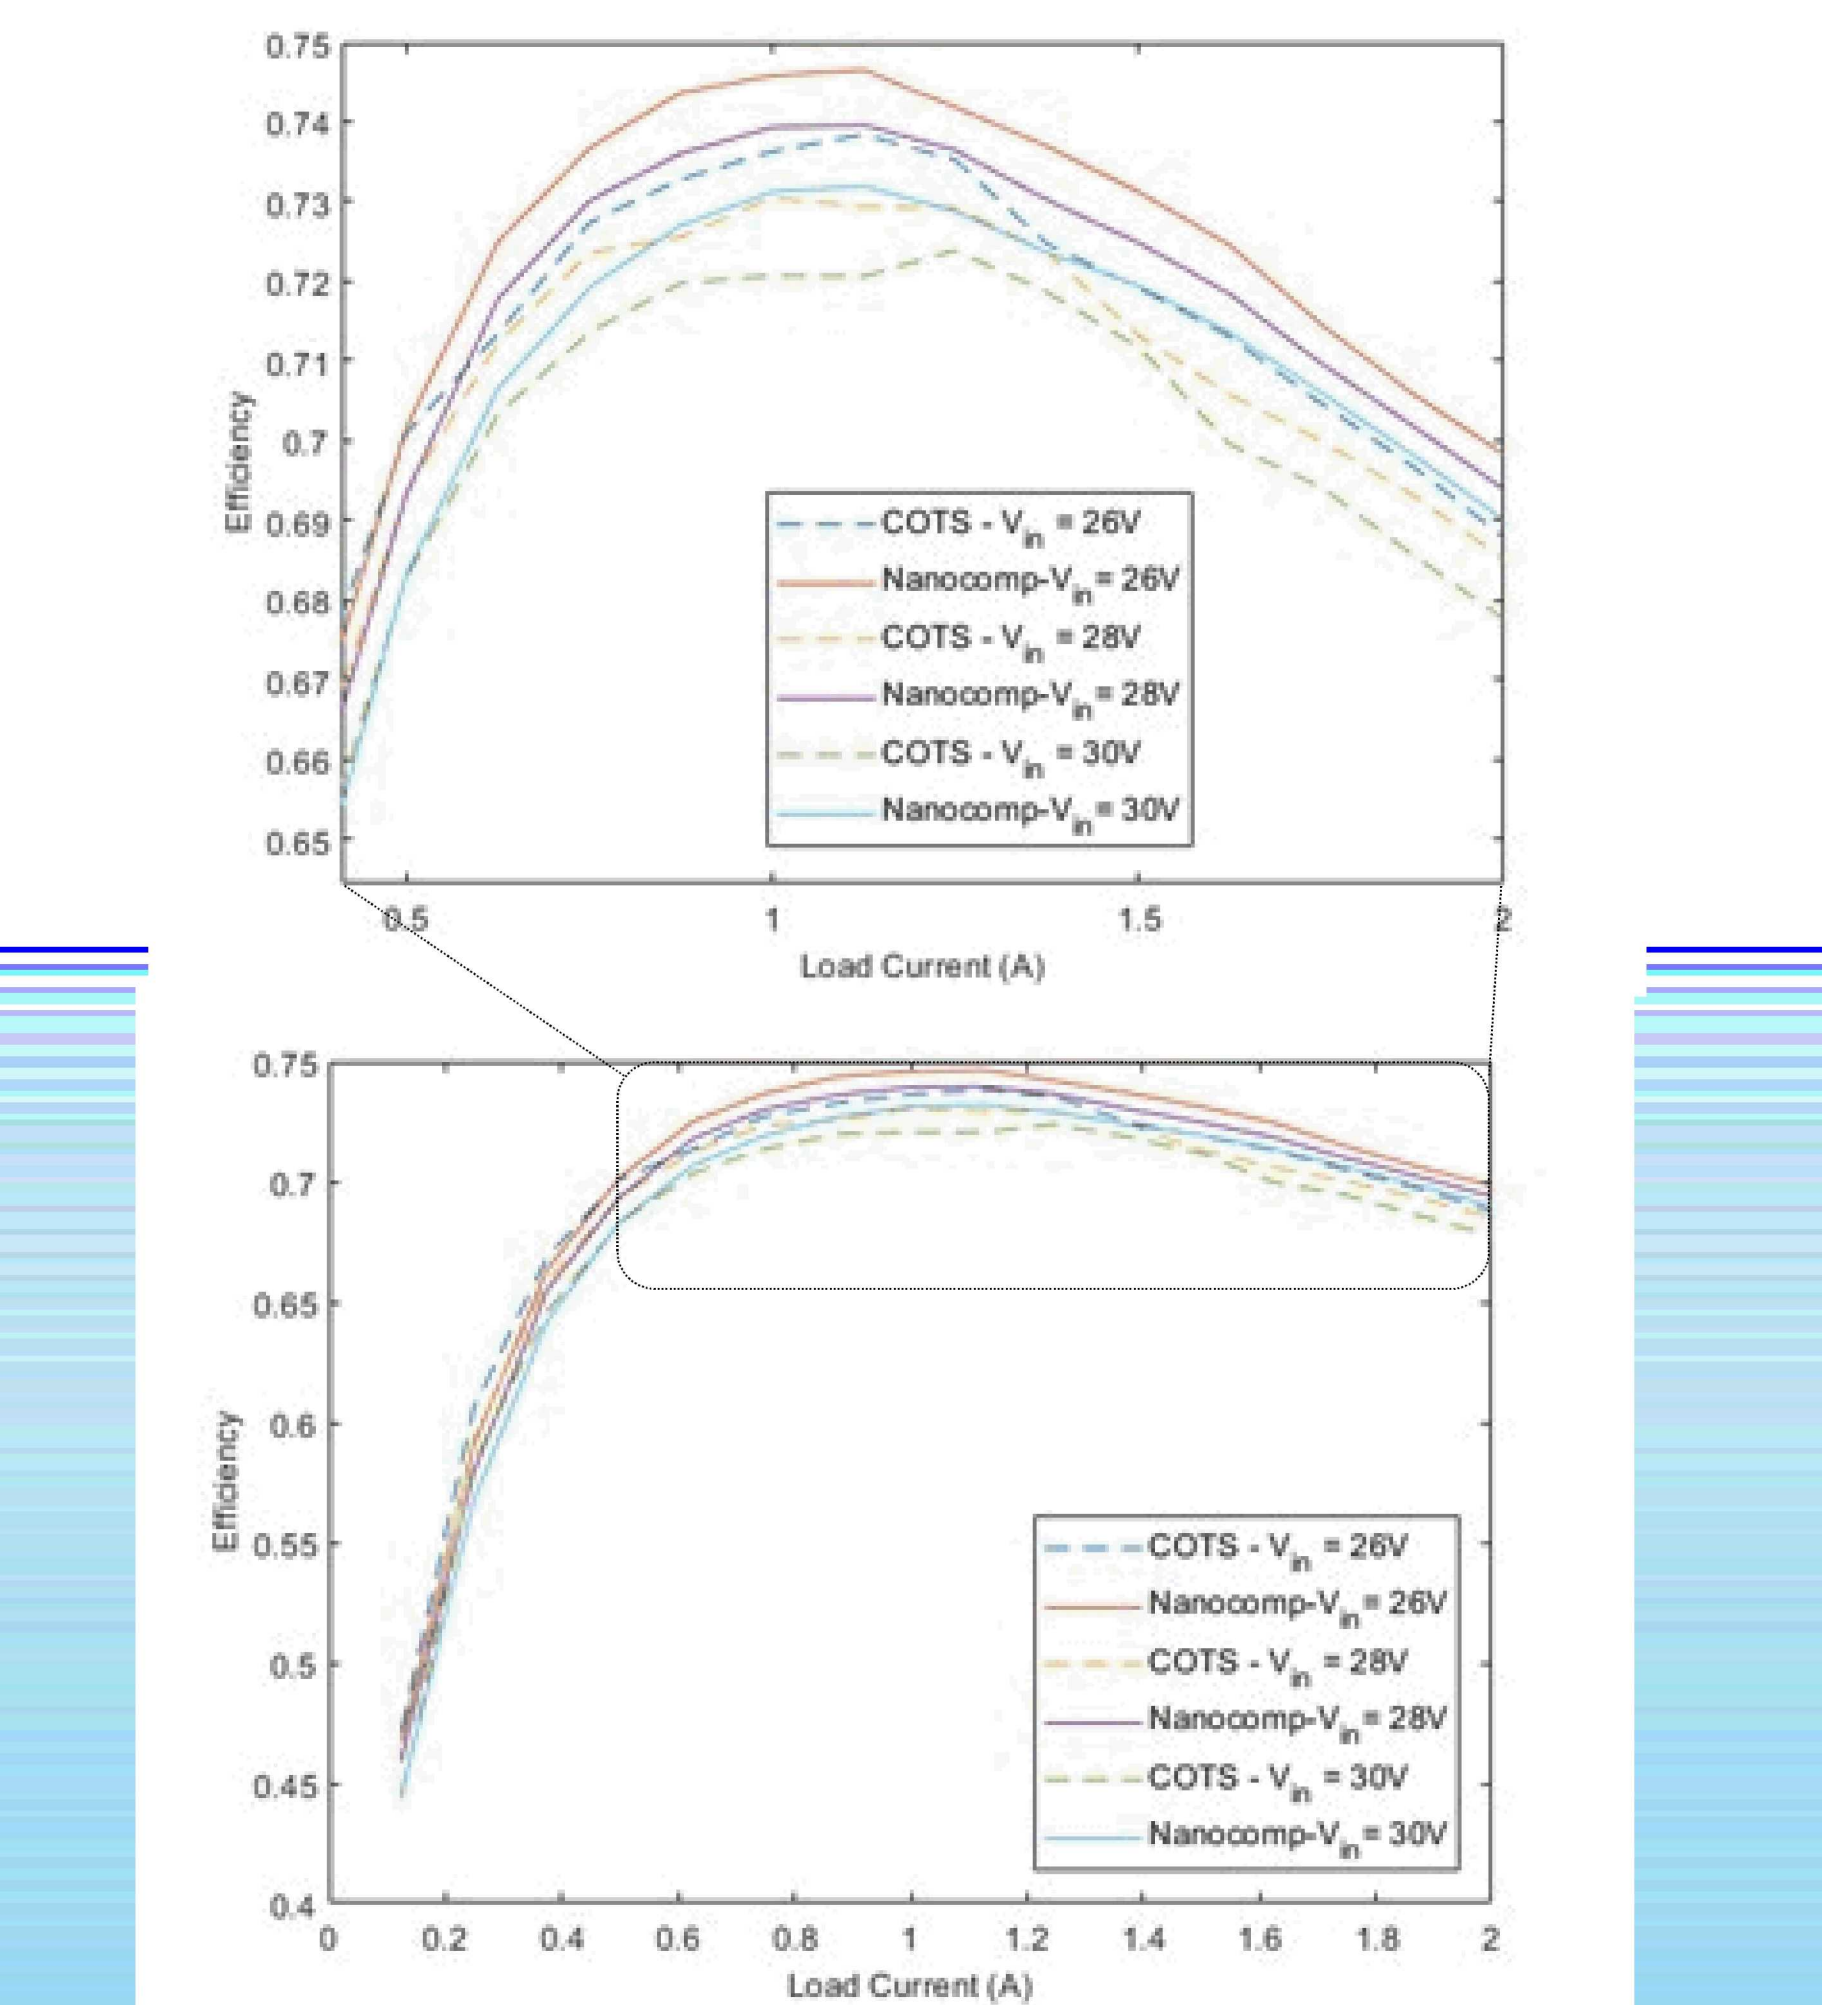 0.75
0.74
0.73
0.72
0.71
0.7
0.69
0.68
0.67
0.66
0.65
Efficiency
COTS - Vin = 26V
Nanocomp-Vin = 26V
COTS - Vin = 28V
Nanocomp-Vin = 28V
COTS - Vin = 30V
Nanocomp-Vin = 30V
0.5 1 1.5 2
Load Current (A)
0.75
0.7
0.65
0.6
0.55
0.5
0.45
0.4
Efficiency
COTS - Vin = 26V
Nanocomp-Vin = 26V
COTS - Vin = 28V
Nanocomp-Vin = 28V
COTS - Vin = 30V
Nanocomp-Vin = 30V
0 0.2 0.4 0.6 0.8 1 1.2 1.4 1.6 1.8 2
Load Current (A)